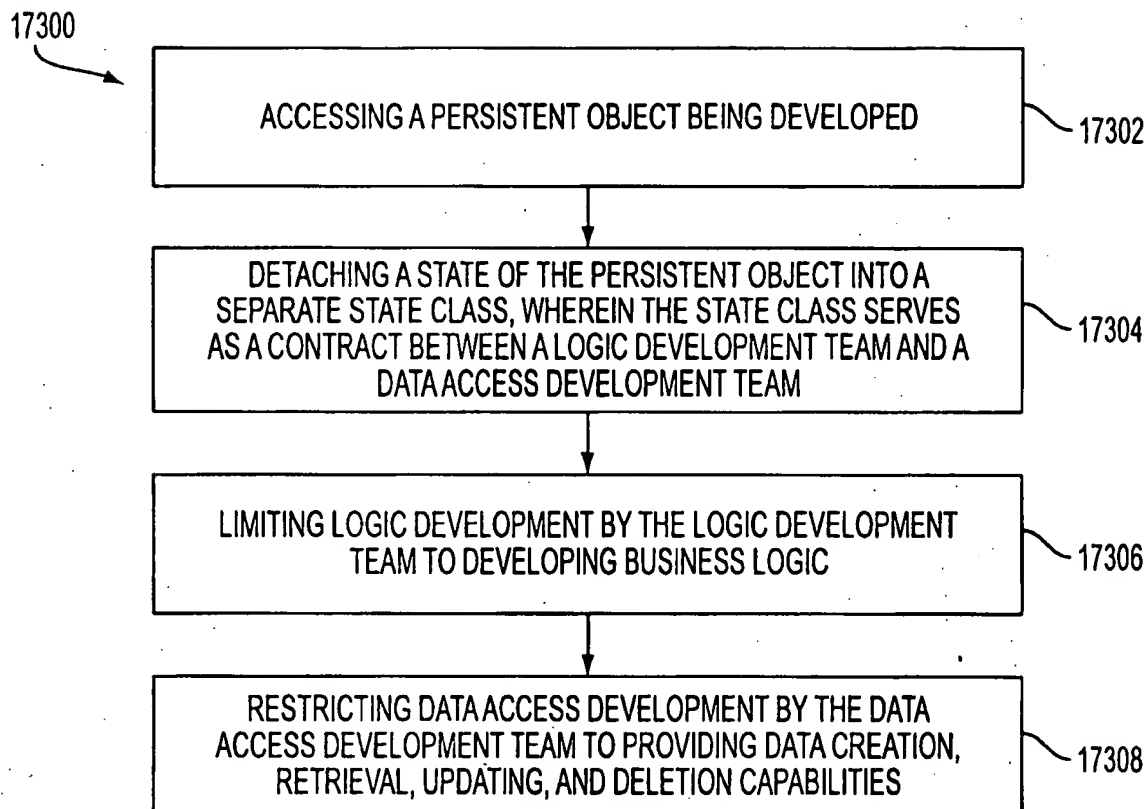 17300
ACCESSING A PERSISTENT OBJECT BEING DEVELOPED
17302
DETACHING A STATE OF THE PERSISTENT OBJECT INTO A
SEPARATE STATE CLASS, WHEREIN THE STATE CLASS SERVES
AS A CONTRACT BETWEEN A LOGIC DEVELOPMENT TEAM AND A
DATA ACCESS DEVELOPMENT TEAM
17304
LIMITING LOGIC DEVELOPMENT BY THE LOGIC DEVELOPMENT
TEAM TO DEVELOPING BUSINESS LOGIC
17306
RESTRICTING DATA ACCESS DEVELOPMENT BY THE DATA
ACCESS DEVELOPMENT TEAM TO PROVIDING DATA CREATION,
RETRIEVAL, UPDATING, AND DELETION CAPABILITIES
17308